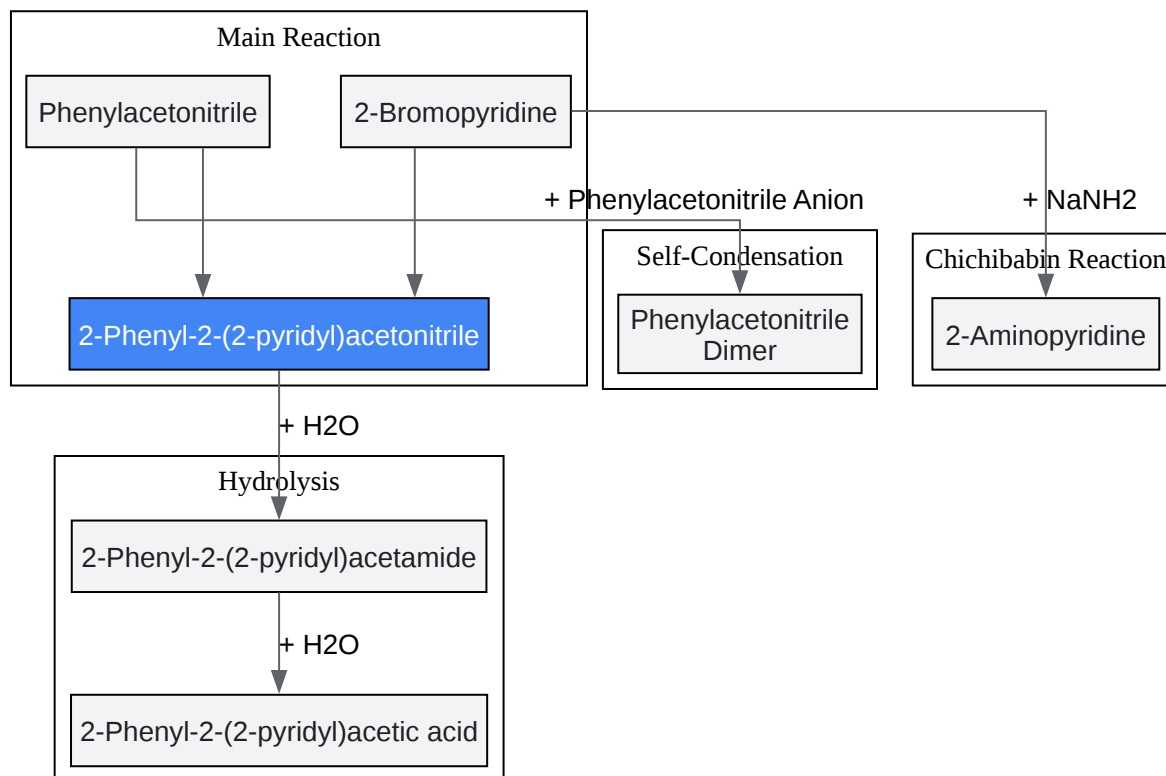 Main Reaction
Phenylacetonitrile
2-Bromopyridine
+ Phenylacetonitrile Anion
+ NaNH2
Self-Condensation
Chichibabin Reaction
2-Phenyl-2-(2-pyridyl)acetonitrile
Phenylacetonitrile
Dimer
2-Aminopyridine
+ H2O
Hydrolysis
2-Phenyl-2-(2-pyridyl)acetamide
+ H2O
2-Phenyl-2-(2-pyridyl)acetic acid